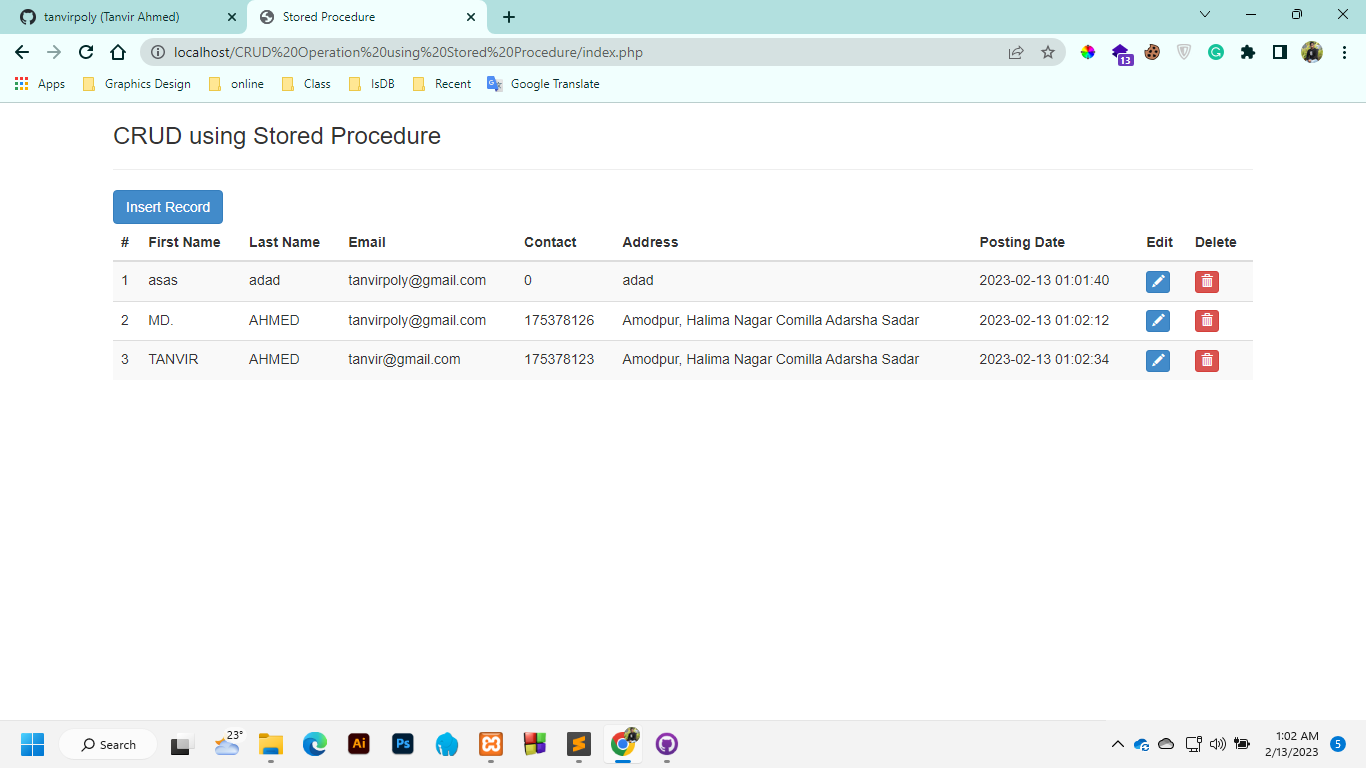 tanvirpoly (Tanvir Ahmed)
Stored Procedure
localhost/CRUD%20Operation%20using%20Stored%20Procedure/index.php
13
Apps
Graphics Design
online
Class
IsDB
Recent
Google Translate
CRUD using Stored Procedure
Insert Record
# First Name Last Name Email Contact Address Posting Date Edit Delete
1 asas adad tanvirpoly@gmail.com 0 adad 2023-02-13 01:01:40
2 MD. AHMED tanvirpoly@gmail.com 175378126 Amodpur, Halima Nagar Comilla Adarsha Sadar 2023-02-13 01:02:12
3 TANVIR AHMED tanvir@gmail.com 175378123 Amodpur, Halima Nagar Comilla Adarsha Sadar 2023-02-13 01:02:34
Search
23°
Ai
Ps
1:02 AM
2/13/2023
5